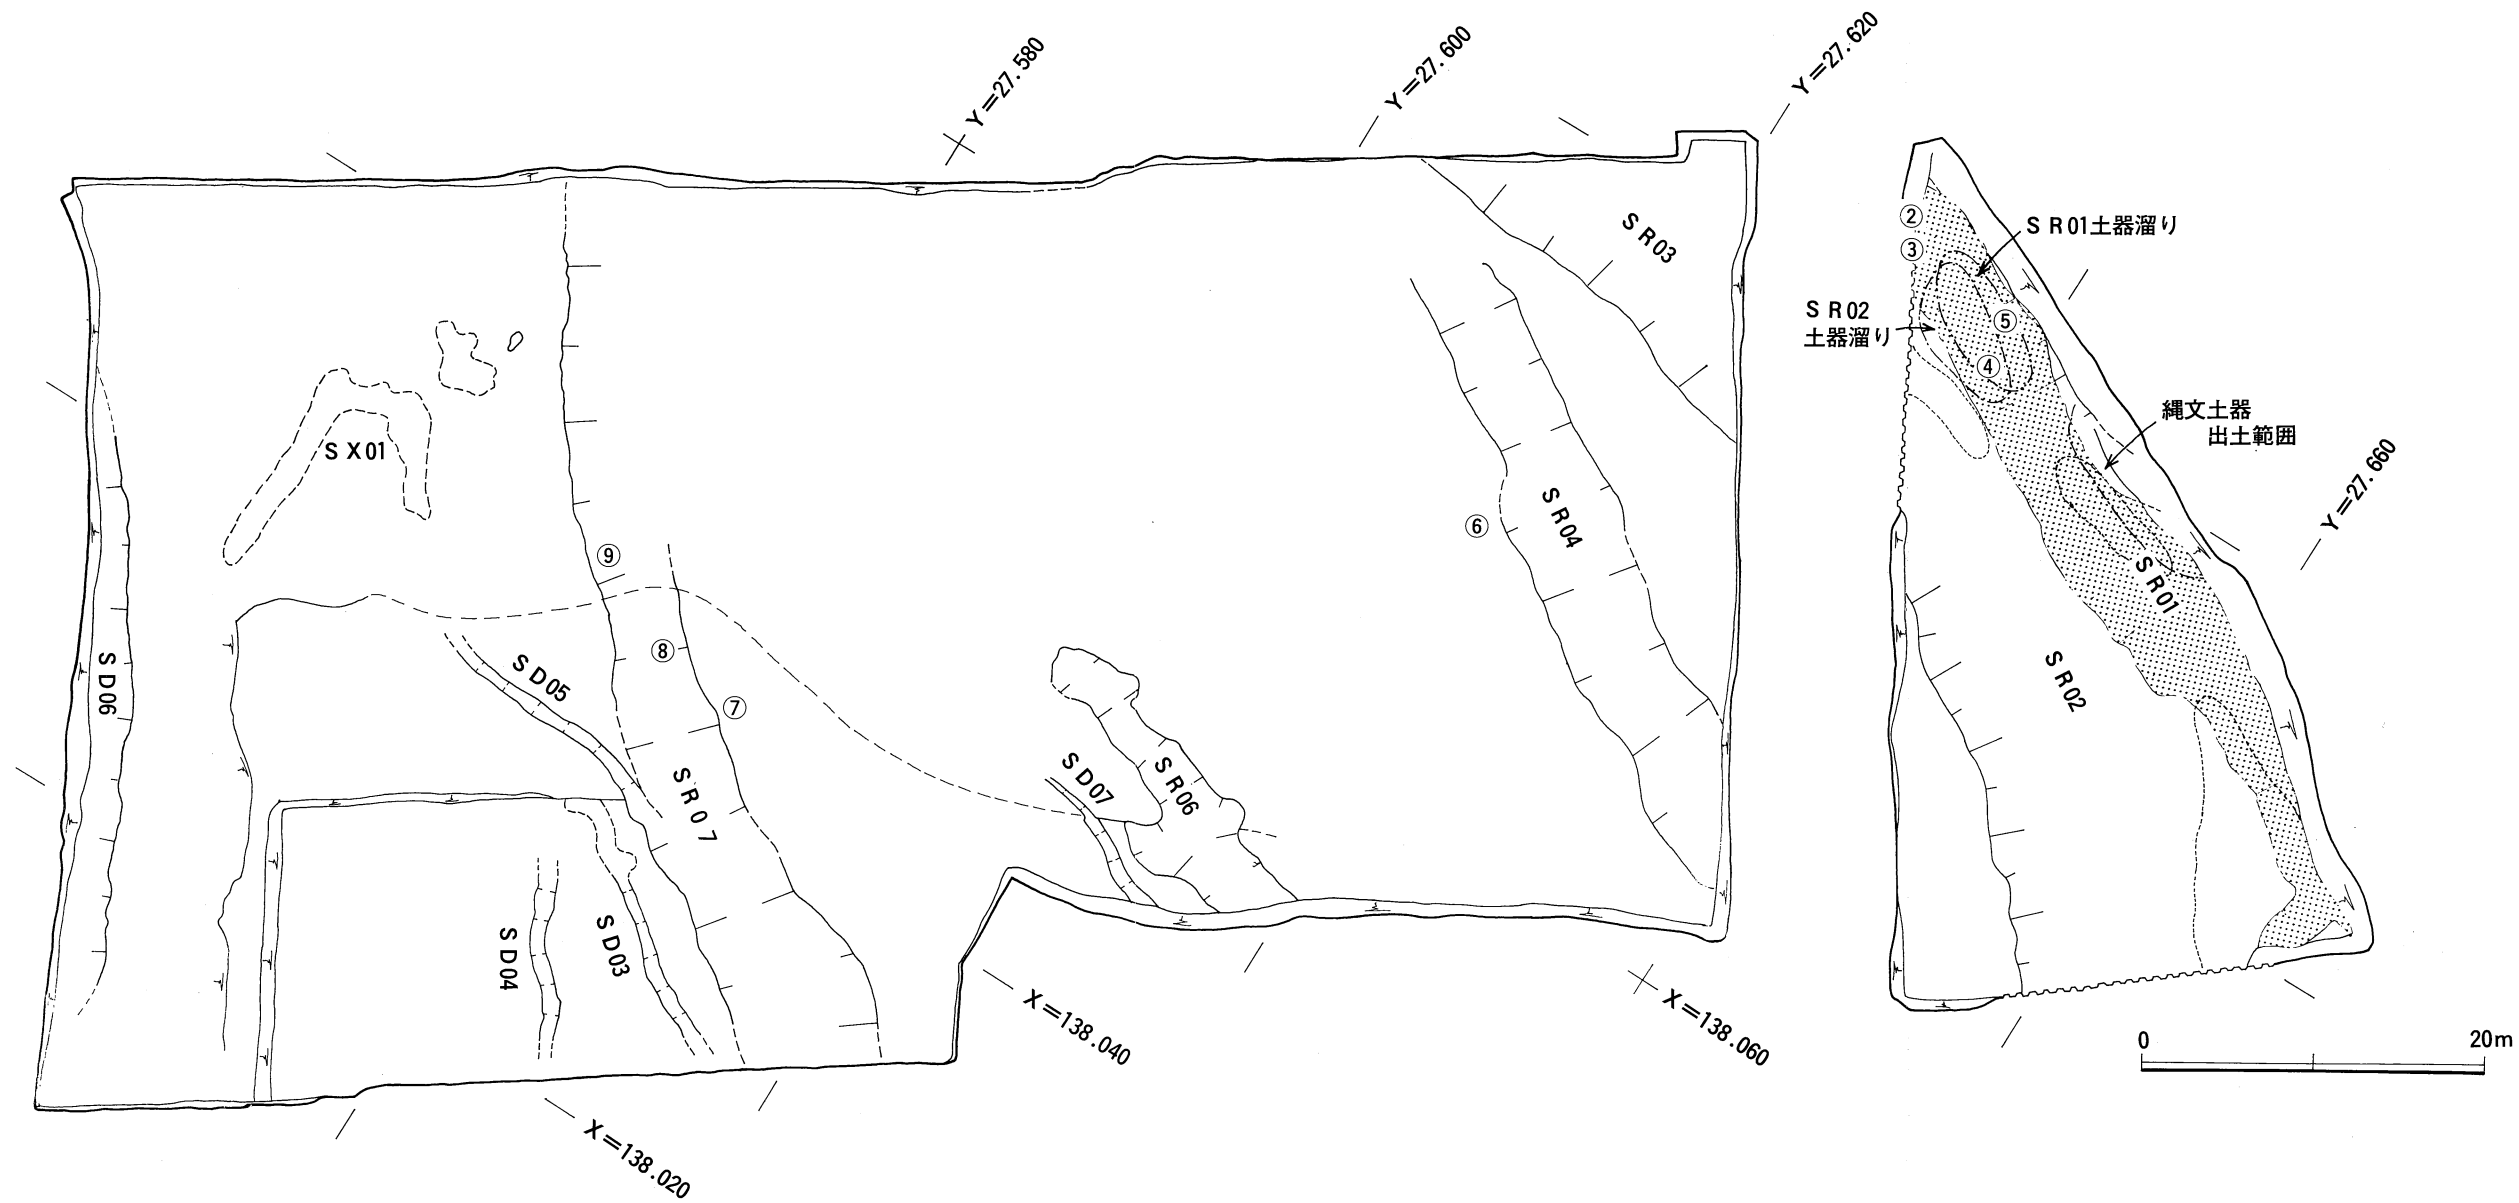 Y=27.580
Y=27.600
Y=27.620
②
③
SR01土器溜り
SR02
土器溜り
⑤
④
縄文土器
出土範囲
Y=27.660
SR03
SR04
⑥
SX01
⑨
⑧
⑦
SD05
SD06
SR07
SD07
SR06
SD04
SD03
SR01
SR02
X=138.040
X=138.060
X=138.020
0
20m